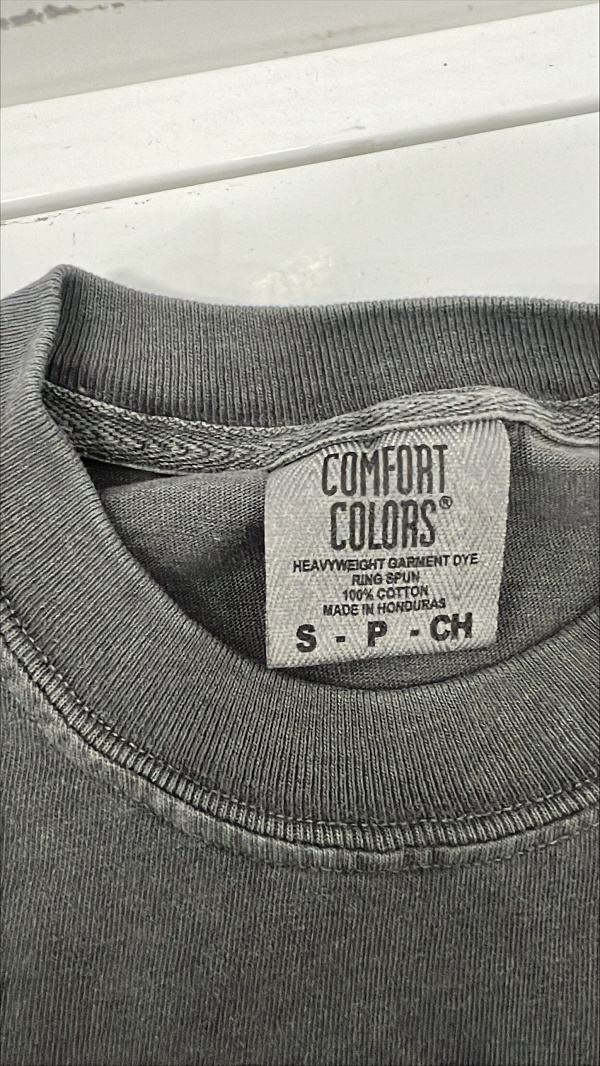 COMFORT
COLORS®
HEAVYWEIGHT GARMENT DYE
RING SPUN
100% COTTON
MADE IN HONDURAS
S - P - CH